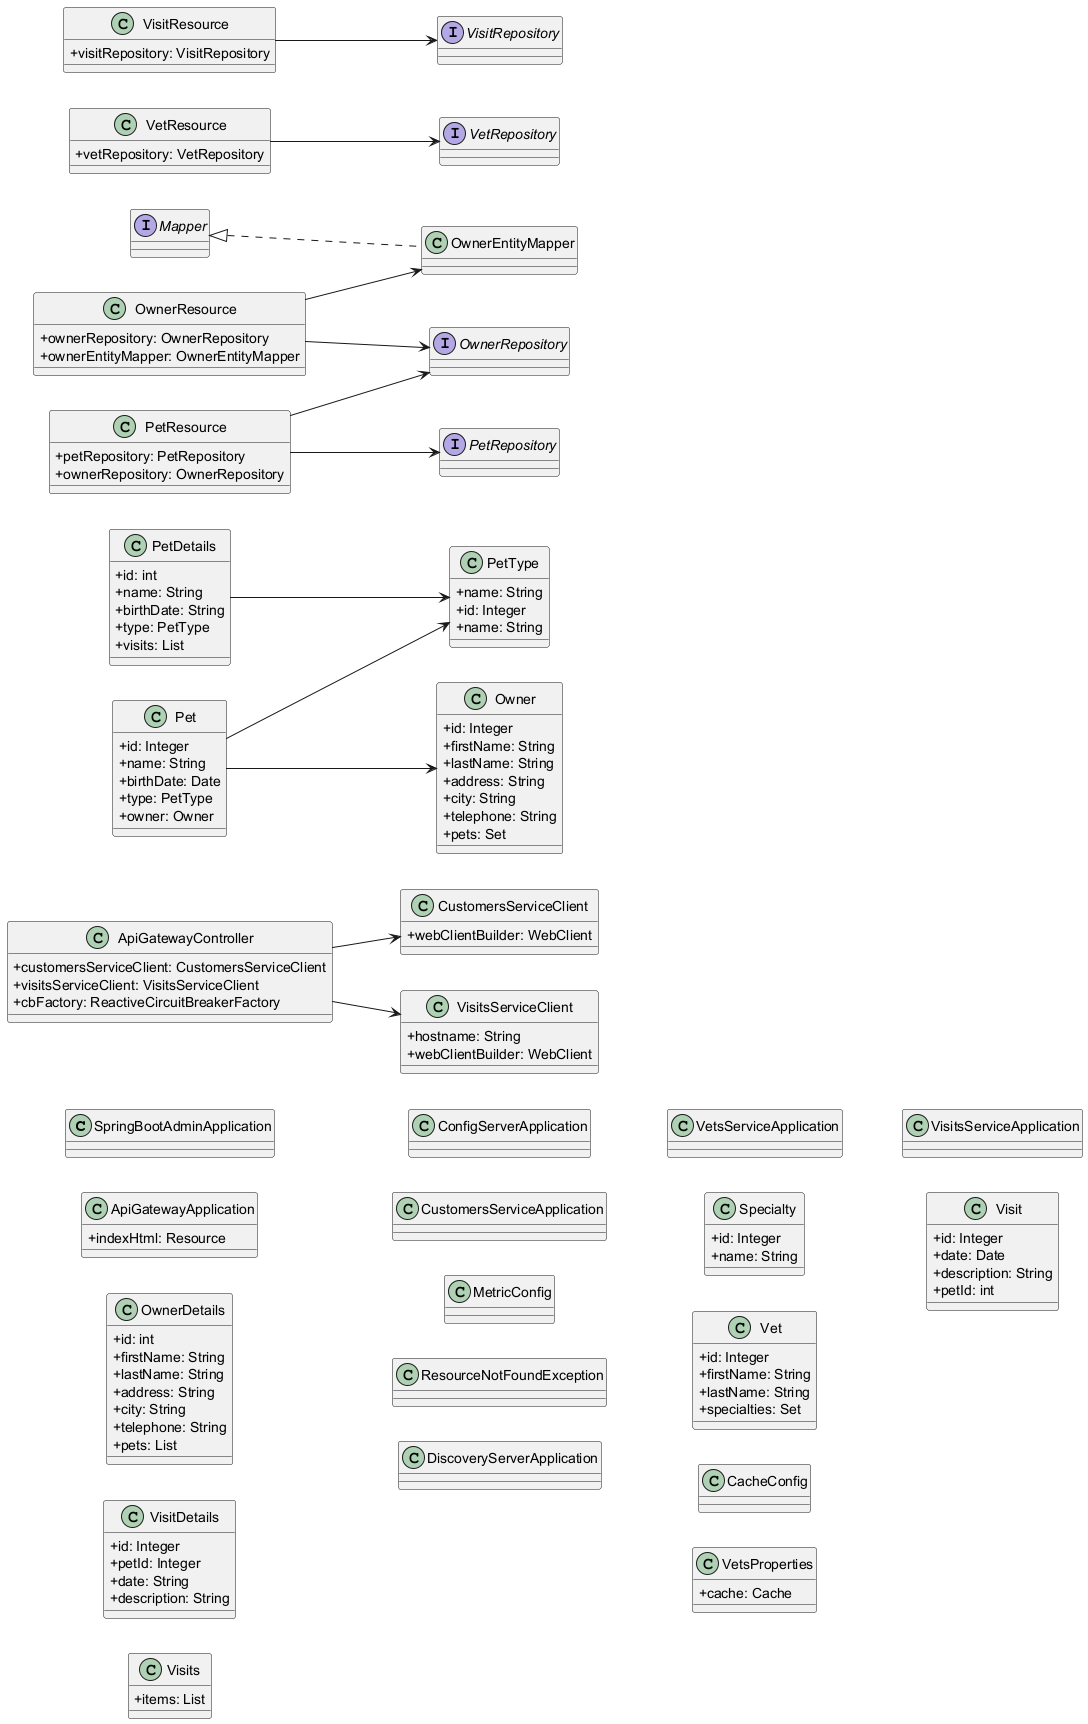 C VisitResource
+visitRepository: VisitRepository
I VisitRepository
C VetResource
+vetRepository: VetRepository
I VetRepository
I Mapper
C OwnerEntityMapper
C OwnerResource
+ownerRepository: OwnerRepository
+ownerEntityMapper: OwnerEntityMapper
I OwnerRepository
C PetResource
+petRepository: PetRepository
+ownerRepository: OwnerRepository
I PetRepository
C PetDetails
+id: int
+name: String
+birthDate: String
+type: PetType
+visits: List
C PetType
+name: String
+id: Integer
+name: String
C Pet
+id: Integer
+name: String
+birthDate: Date
+type: PetType
+owner: Owner
C Owner
+id: Integer
+firstName: String
+lastName: String
+address: String
+city: String
+telephone: String
+pets: Set
C ApiGatewayController
+customersServiceClient: CustomersServiceClient
+visitsServiceClient: VisitsServiceClient
+cbFactory: ReactiveCircuitBreakerFactory
C CustomersServiceClient
+webClientBuilder: WebClient
C VisitsServiceClient
+hostname: String
+webClientBuilder: WebClient
C SpringBootAdminApplication
C ConfigServerApplication
C VetsServiceApplication
C VisitsServiceApplication
C ApiGatewayApplication
+indexHtml: Resource
C CustomersServiceApplication
C Specialty
+id: Integer
+name: String
C Visit
+id: Integer
+date: Date
+description: String
+petId: int
C MetricConfig
C OwnerDetails
+id: int
+firstName: String
+lastName: String
+address: String
+city: String
+telephone: String
+pets: List
C Vet
+id: Integer
+firstName: String
+lastName: String
+specialties: Set
C ResourceNotFoundException
C DiscoveryServerApplication
C CacheConfig
C VisitDetails
+id: Integer
+petId: Integer
+date: String
+description: String
C VetsProperties
+cache: Cache
C Visits
+items: List